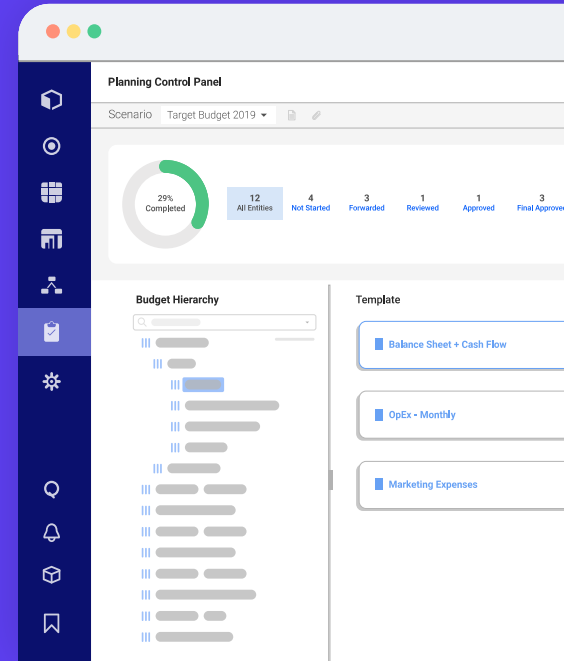 Planning Control Panel
Scenario Target Budget 2019
29%
Completed
12
All Entities
4
Not Started
3
Forwarded
1
Reviewed
1
Approved
3
Final Approved
Budget Hierarchy
Template
Balance Sheet + Cash Flow
OpEx - Monthly
Marketing Expenses